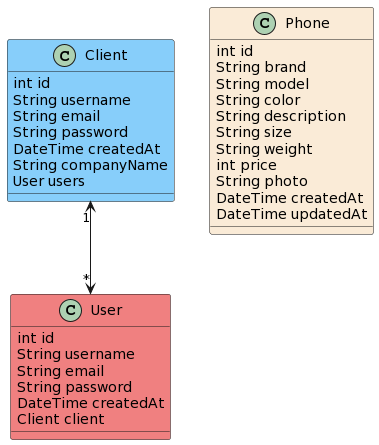 C Client
int id
String username
String email
String password
DateTime createdAt
String companyName
User users
C Phone
int id
String brand
String model
String color
String description
String size
String weight
int price
String photo
DateTime createdAt
DateTime updatedAt
1
*
C User
int id
String username
String email
String password
DateTime createdAt
Client client